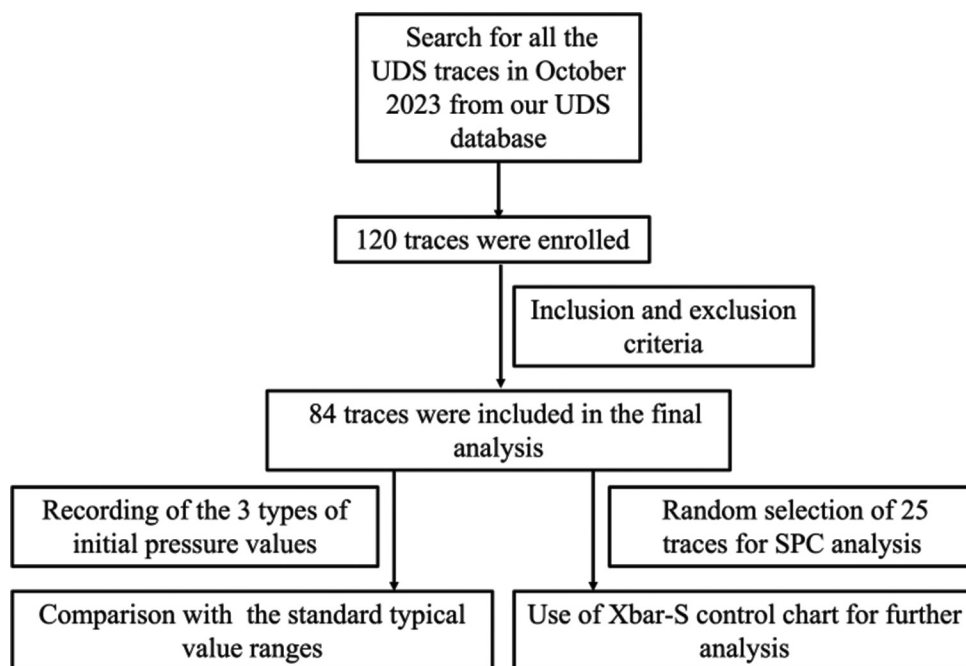 Search for all the
UDS traces in October
2023 from our UDS
database
120 traces were enrolled
Inclusion and exclusion
criteria
84 traces were included in the final
analysis
Recording of the 3 types of
initial pressure values
Random selection of 25
traces for SPC analysis
Comparison with the standard typical
value ranges
Use of Xbar-S control chart for further
analysis